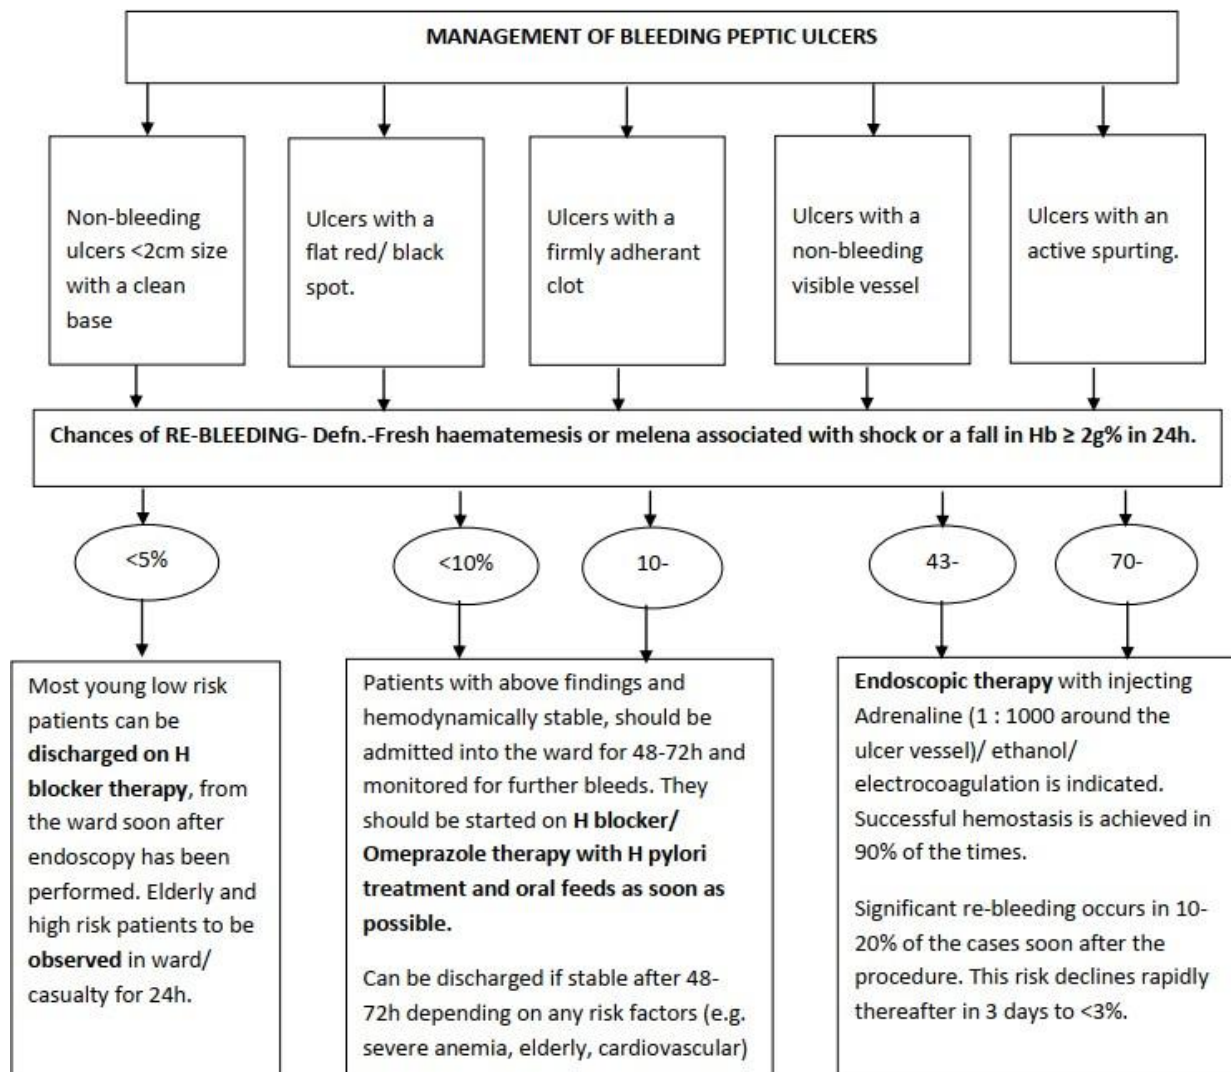 MANAGEMENT OF BLEEDING PEPTIC ULCERS
Non-bleeding
ulcers <2cm size
with a clean
base
Ulcers with a
flat red/ black
spot.
Ulcers with a
firmly adherant
clot
Ulcers with a
non-bleeding
visible vessel
Ulcers with an
active spurting.
Chances of RE-BLEEDING- Defn.-Fresh haematemesis or melena associated with shock or a fall in Hb ≥ 2g% in 24h.
<5%
<10%
10-
43-
70-
Most young low risk
patients can be
discharged on H
blocker therapy, from
the ward soon after
endoscopy has been
performed. Elderly and
high risk patients to be
observed in ward/
casualty for 24h.
Patients with above findings and
hemodynamically stable, should be
admitted into the ward for 48-72h and
monitored for further bleeds. They
should be started on H blocker/
Omeprazole therapy with H pylori
treatment and oral feeds as soon as
possible.
Can be discharged if stable after 48-
72h depending on any risk factors (e.g.
severe anemia, elderly, cardiovascular)
Endoscopic therapy with injecting
Adrenaline (1 : 1000 around the
ulcer vessel)/ ethanol/
electrocoagulation is indicated.
Successful hemostasis is achieved in
90% of the times.
Significant re-bleeding occurs in 10-
20% of the cases soon after the
procedure. This risk declines rapidly
thereafter in 3 days to <3%.